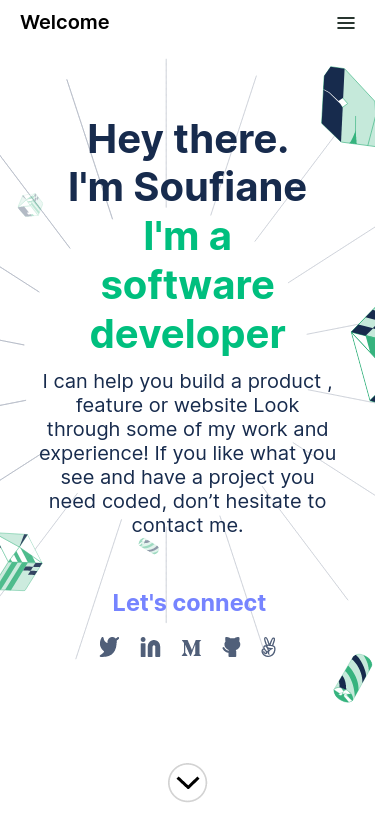 Welcome
Hey there.
I'm Soufiane
I'm a
software
developer
I can help you build a product ,
feature or website Look
through some of my work and
experience! If you like what you
see and have a project you
need coded, don’t hesitate to
contact me.
Let's connect